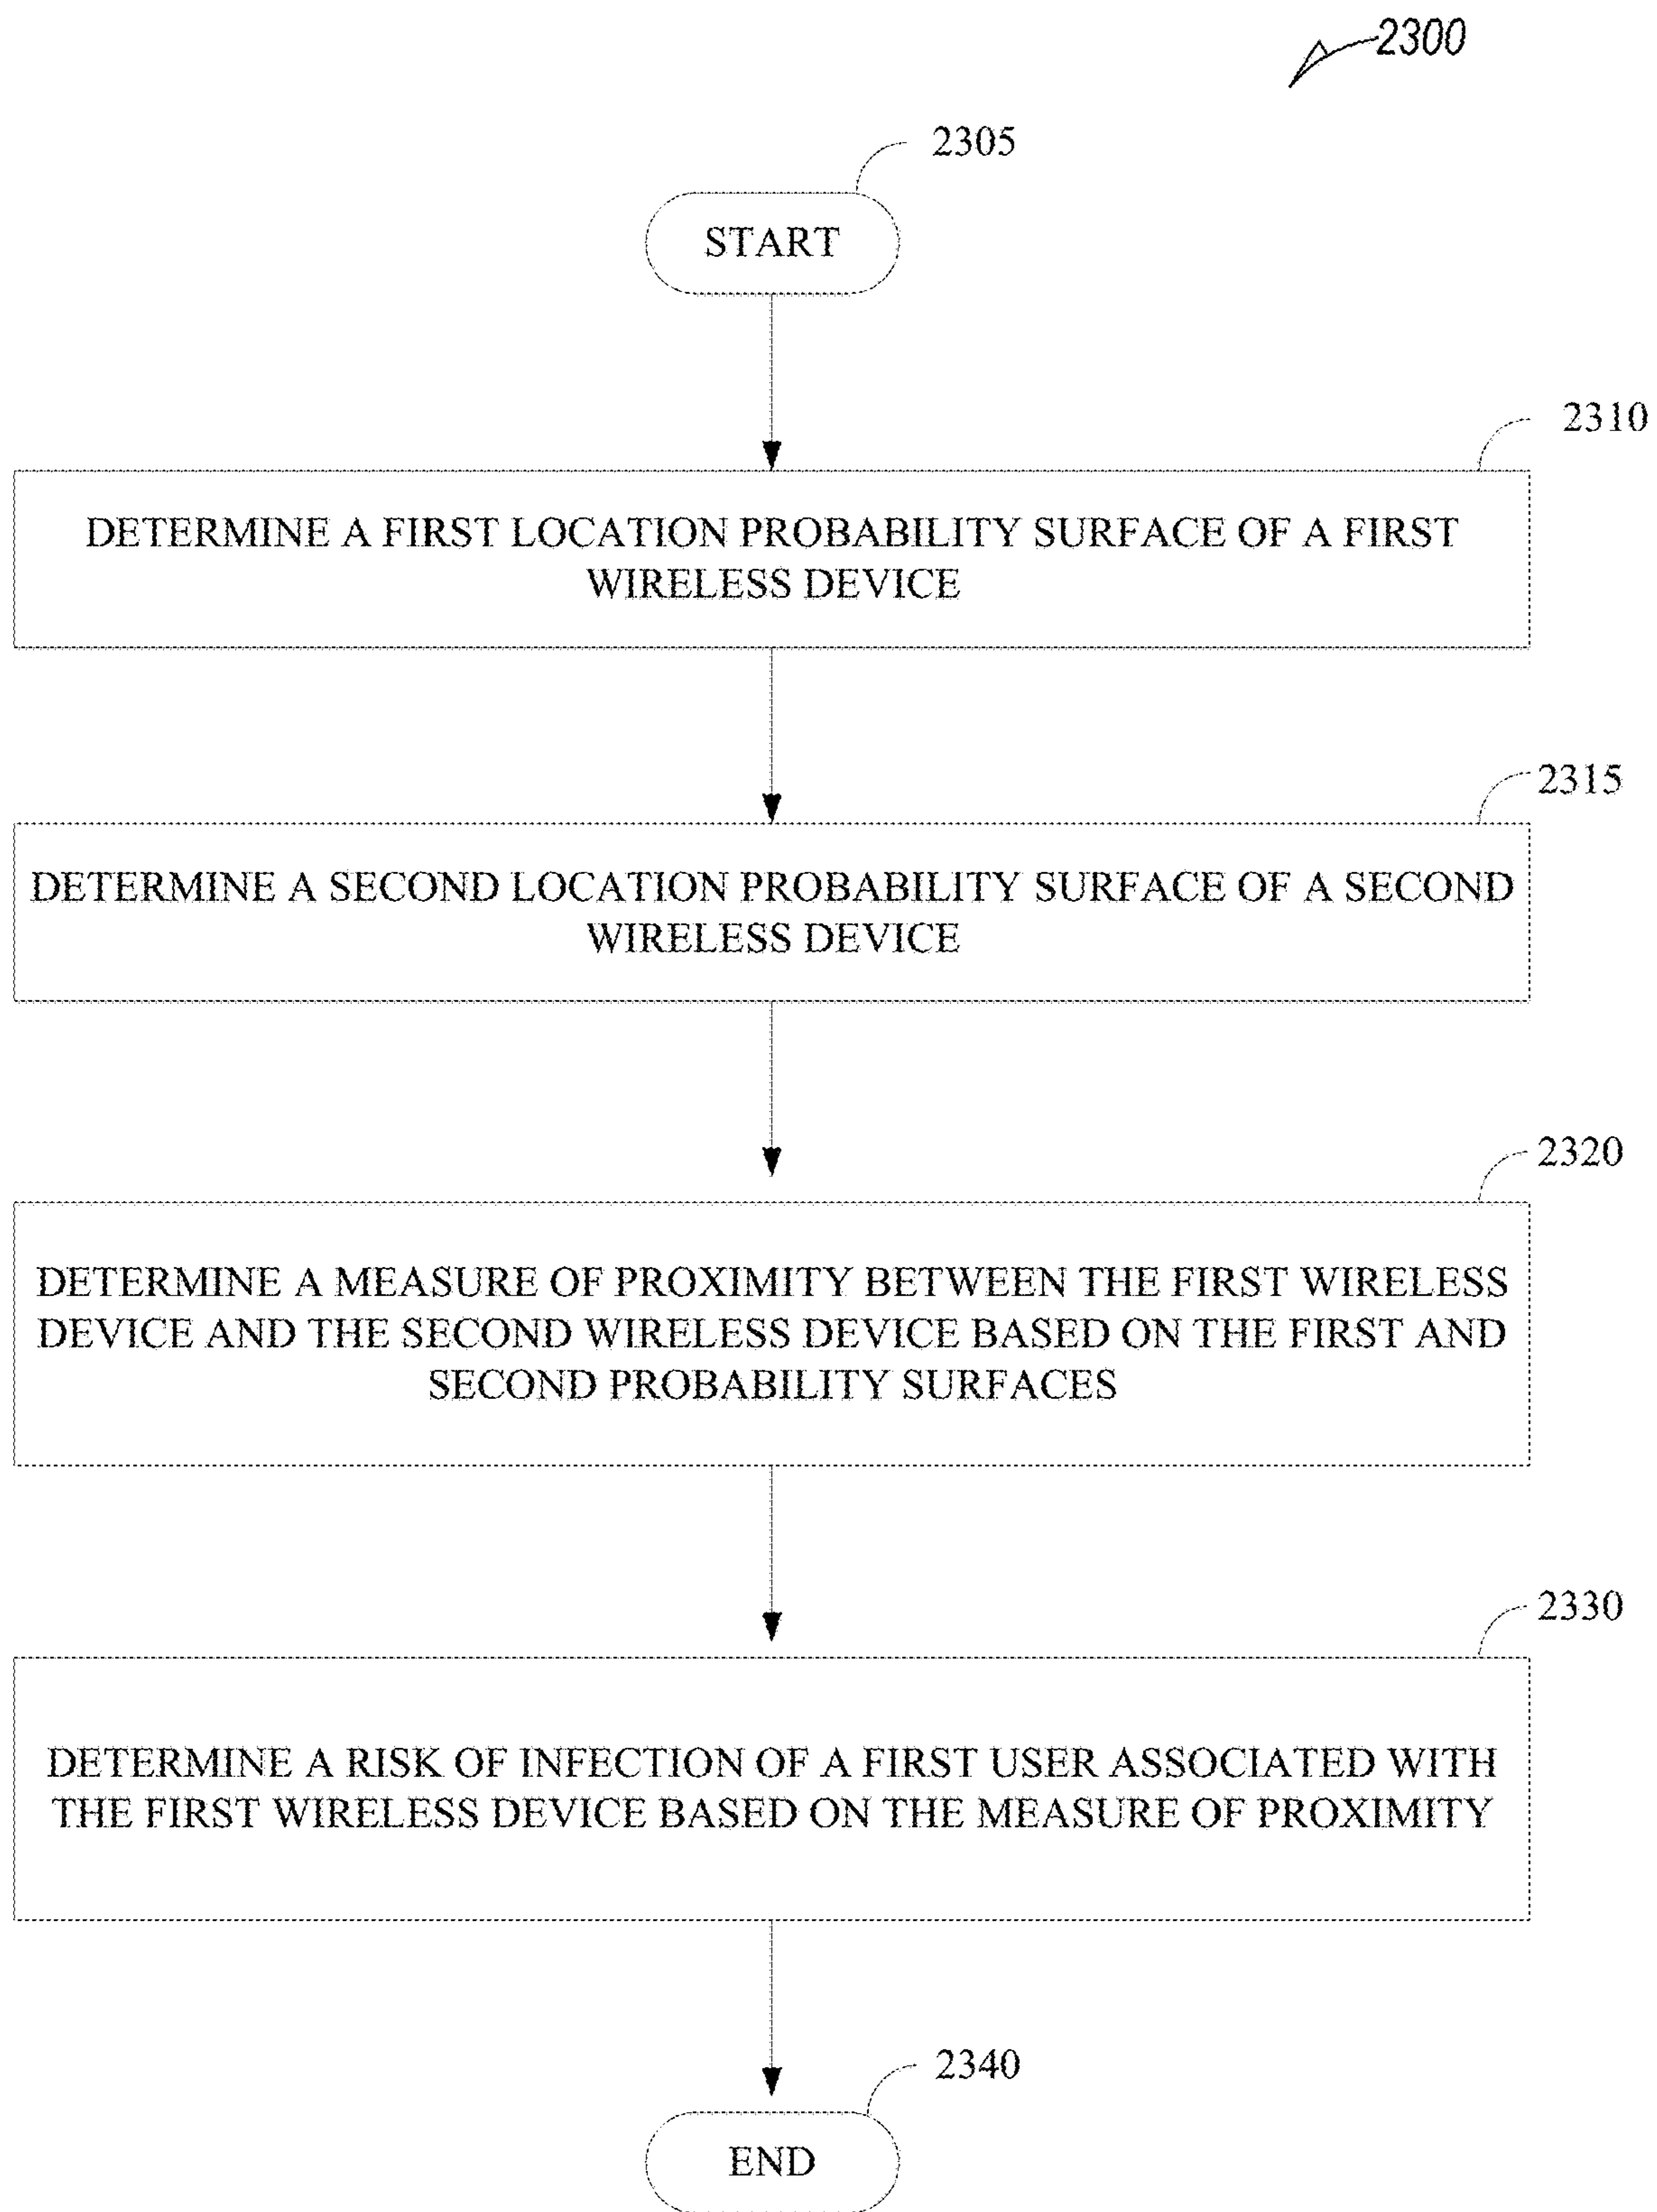 2300
2305
START
2310
DETERMINE A FIRST LOCATION PROBABILITY SURFACE OF A FIRST
WIRELESS DEVICE
2315
DETERMINE A SECOND LOCATION PROBABILITY SURFACE OF A SECOND
WIRELESS DEVICE
2320
DETERMINE A MEASURE OF PROXIMITY BETWEEN THE FIRST WIRELESS
DEVICE AND THE SECOND WIRELESS DEVICE BASED ON THE FIRST AND
SECOND PROBABILITY SURFACES
2330
DETERMINE A RISK OF INFECTION OF A FIRST USER ASSOCIATED WITH
THE FIRST WIRELESS DEVICE BASED ON THE MEASURE OF PROXIMITY
2340
END